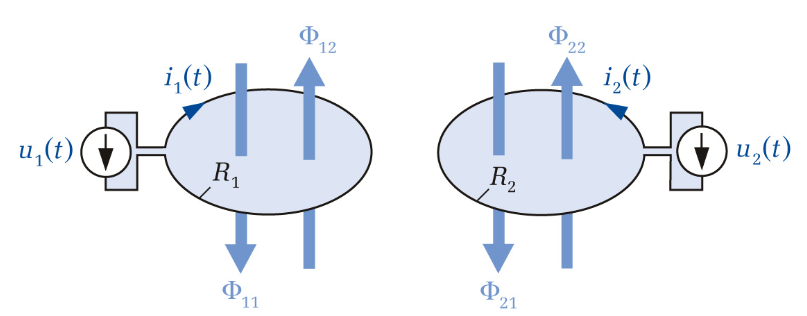 Φ₁₂
Φ₂₂
i₁(t)
i₂(t)
u₁(t)
u₂(t)
R₁
R₂
Φ₁₁
Φ₂₁